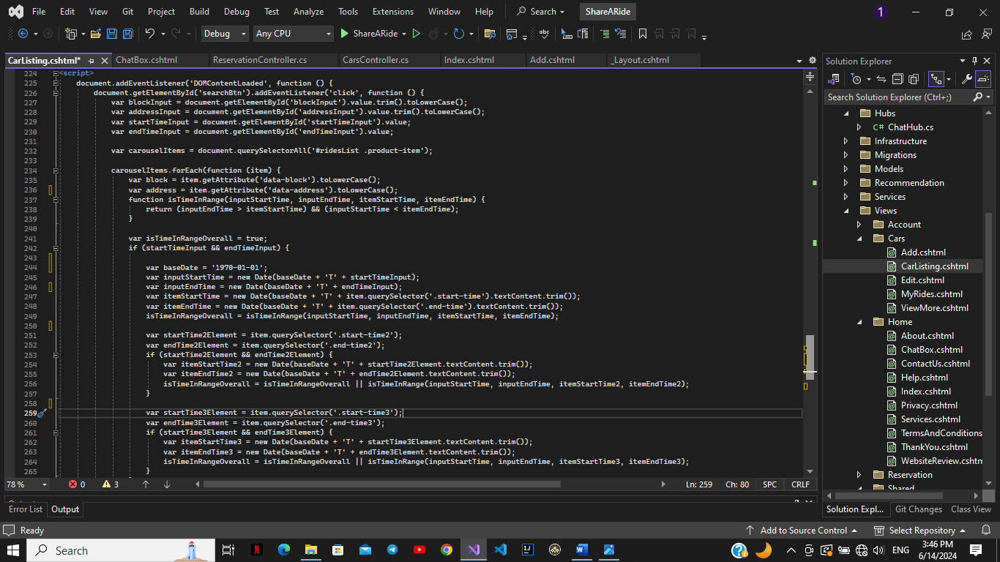 File Edit View Git Project Build Debug Test Analyze Tools Extensions Window Help Search ShareARide 1
Debug Any CPU ShareARide
CarListing.cshtml* ChatBox.cshtml ReservationController.cs CarsController.cs Index.cshtml Add.cshtml _Layout.cshtml
224 <script>
225 document.addEventListener('DOMContentLoaded', function () {
226 document.getElementById('searchBtn').addEventListener('click', function () {
227 var blockInput = document.getElementById('blockInput').value.trim().toLowerCase();
228 var addressInput = document.getElementById('addressInput').value.trim().toLowerCase();
229 var startTimeInput = document.getElementById('startTimeInput').value;
230 var endTimeInput = document.getElementById('endTimeInput').value;
231
232 var carouselItems = document.querySelectorAll('#ridesList .product-item');
233
234 carouselItems.forEach(function (item) {
235 var block = item.getAttribute('data-block').toLowerCase();
236 var address = item.getAttribute('data-address').toLowerCase();
237 function isTimeInRange(inputStartTime, inputEndTime, itemStartTime, itemEndTime) {
238 return (inputEndTime > itemStartTime) && (inputStartTime < itemEndTime);
239 }
240
241 var isTimeInRangeOverall = true;
242 if (startTimeInput && endTimeInput) {
243
244 var baseDate = '1970-01-01';
245 var inputStartTime = new Date(baseDate + 'T' + startTimeInput);
246 var inputEndTime = new Date(baseDate + 'T' + endTimeInput);
247 var itemStartTime = new Date(baseDate + 'T' + item.querySelector('.start-time').textContent.trim());
248 var itemEndTime = new Date(baseDate + 'T' + item.querySelector('.end-time').textContent.trim());
249 isTimeInRangeOverall = isTimeInRange(inputStartTime, inputEndTime, itemStartTime, itemEndTime);
250
251 var startTime2Element = item.querySelector('.start-time2');
252 var endTime2Element = item.querySelector('.end-time2');
253 if (startTime2Element && endTime2Element) {
254 var itemStartTime2 = new Date(baseDate + 'T' + startTime2Element.textContent.trim());
255 var itemEndTime2 = new Date(baseDate + 'T' + endTime2Element.textContent.trim());
256 isTimeInRangeOverall = isTimeInRangeOverall || isTimeInRange(inputStartTime, inputEndTime, itemStartTime2, itemEndTime2);
257 }
258
259 var startTime3Element = item.querySelector('.start-time3');
260 var endTime3Element = item.querySelector('.end-time3');
261 if (startTime3Element && endTime3Element) {
262 var itemStartTime3 = new Date(baseDate + 'T' + startTime3Element.textContent.trim());
263 var itemEndTime3 = new Date(baseDate + 'T' + endTime3Element.textContent.trim());
264 isTimeInRangeOverall = isTimeInRangeOverall || isTimeInRange(inputStartTime, inputEndTime, itemStartTime3, itemEndTime3);
265 }
78 % 0 3 Ln: 259 Ch: 80 SPC CRLF
Error List Output
Solution Explorer
Search Solution Explorer (Ctrl+;)
Hubs
C# ChatHub.cs
Infrastructure
Migrations
Models
Recommendation
Services
Views
Account
Cars
Add.cshtml
CarListing.cshtml
Edit.cshtml
MyRides.cshtml
ViewMore.cshtml
Home
About.cshtml
ChatBox.cshtml
ContactUs.cshtml
Help.cshtml
Index.cshtml
Privacy.cshtml
Services.cshtml
TermsAndConditions
ThankYou.cshtml
WebsiteReview.cshtm
Reservation
Shared
Solution Expl... Git Changes Class View
Ready Add to Source Control Select Repository
Search ENG 3:46 PM
6/14/2024